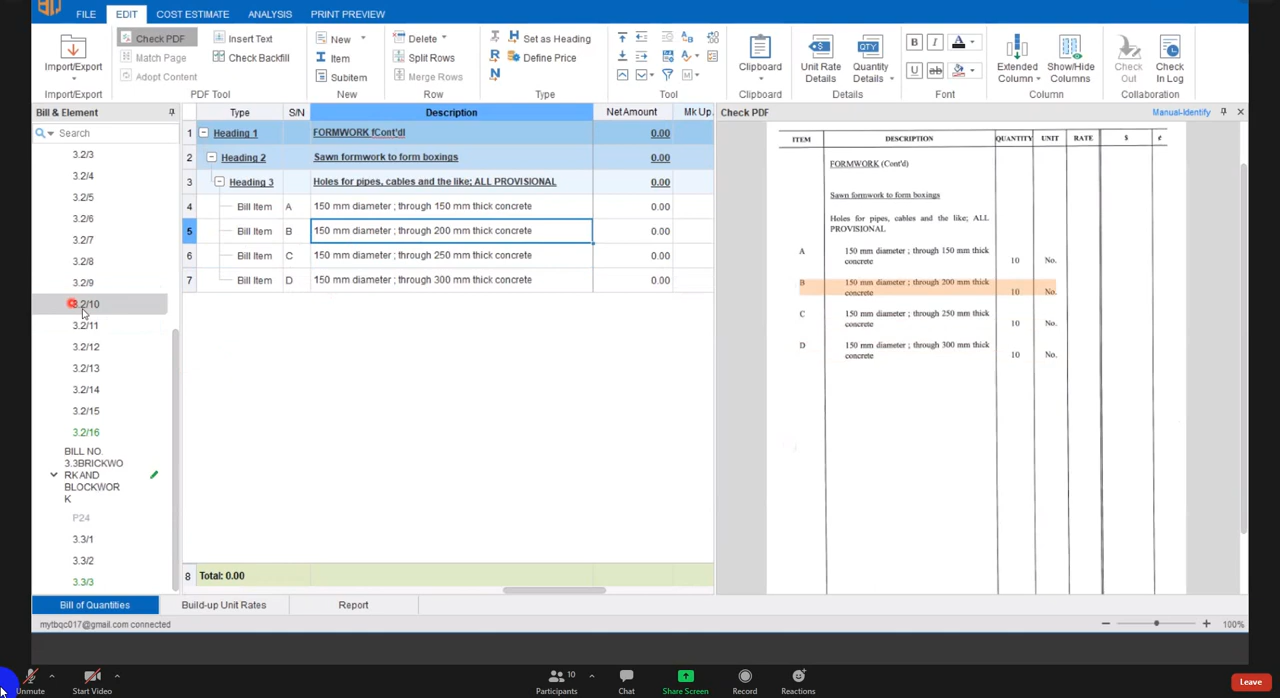 FILE EDIT COST ESTIMATE ANALYSIS PRINT PREVIEW
Import/Export
Check PDF
Match Page
Adopt Content
Insert Text
Check Backfill
New
Item
Subitem
Delete
Split Rows
Merge Rows
Set as Heading
Define Price
Clipboard
Unit Rate
Details
Quantity
Details
Extended
Column
Show/Hide
Columns
Check
Out
Check
In Log
Import/Export PDF Tool New Row Type Tool Clipboard Details Font Column Collaboration
Bill & Element
Search
3.2/3
3.2/4
3.2/5
3.2/6
3.2/7
3.2/8
3.2/9
3.2/10
3.2/11
3.2/12
3.2/13
3.2/14
3.2/15
3.2/16
BILL NO.
3.3BRICKWO
RK AND
BLOCKWOR
K
P24
3.3/1
3.3/2
3.3/3
Type S/N Description Net Amount Mk Up
1 Heading 1 FORMWORK fCont'dl 0.00
2 Heading 2 Sawn formwork to form boxings 0.00
3 Heading 3 Holes for pipes, cables and the like; ALL PROVISIONAL 0.00
4 Bill Item A 150 mm diameter ; through 150 mm thick concrete 0.00
5 Bill Item B 150 mm diameter ; through 200 mm thick concrete 0.00
6 Bill Item C 150 mm diameter ; through 250 mm thick concrete 0.00
7 Bill Item D 150 mm diameter ; through 300 mm thick concrete 0.00
8 Total: 0.00
Check PDF Manual-Identify
ITEM DESCRIPTION QUANTITY UNIT RATE $ ¢
FORMWORK (Cont'd)
Sawn formwork to form boxings
Holes for pipes, cables and the like; ALL
PROVISIONAL
A 150 mm diameter ; through 150 mm thick
concrete 10 No.
B 150 mm diameter ; through 200 mm thick
concrete 10 No.
C 150 mm diameter ; through 250 mm thick
concrete 10 No.
D 150 mm diameter ; through 300 mm thick
concrete 10 No.
Bill of Quantities Build-up Unit Rates Report
mytbqc017@gmail.com connected 100%
Unmute Start Video Participants 10 Chat Share Screen Record Reactions Leave